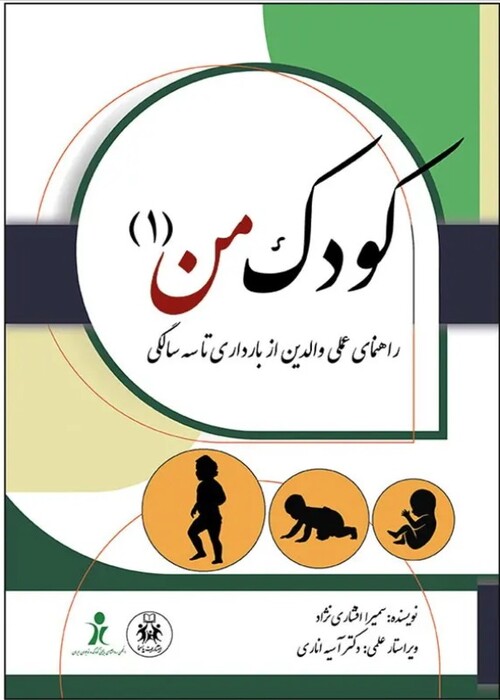 کودک من (۱)
راهنمای عملی والدین از بارداری تا سه سالگی
نویسنده: سمیرا افشاری نژاد
ویراستار علمی: دکتر آسیه اناری